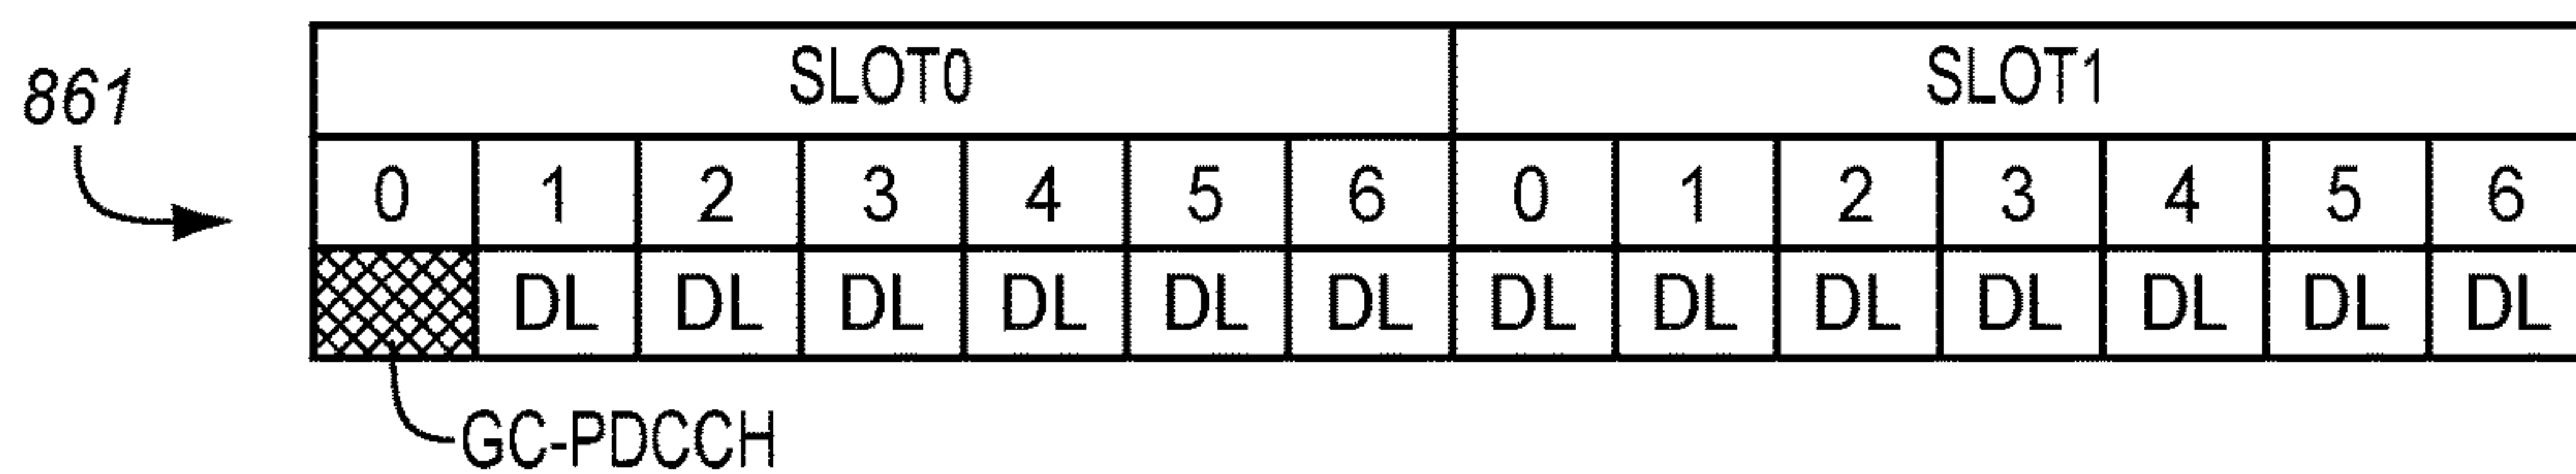 861
SLOT0 SLOT1
0 1 2 3 4 5 6 0 1 2 3 4 5 6
DL DL DL DL DL DL DL DL DL DL DL DL DL
GC-PDCCH